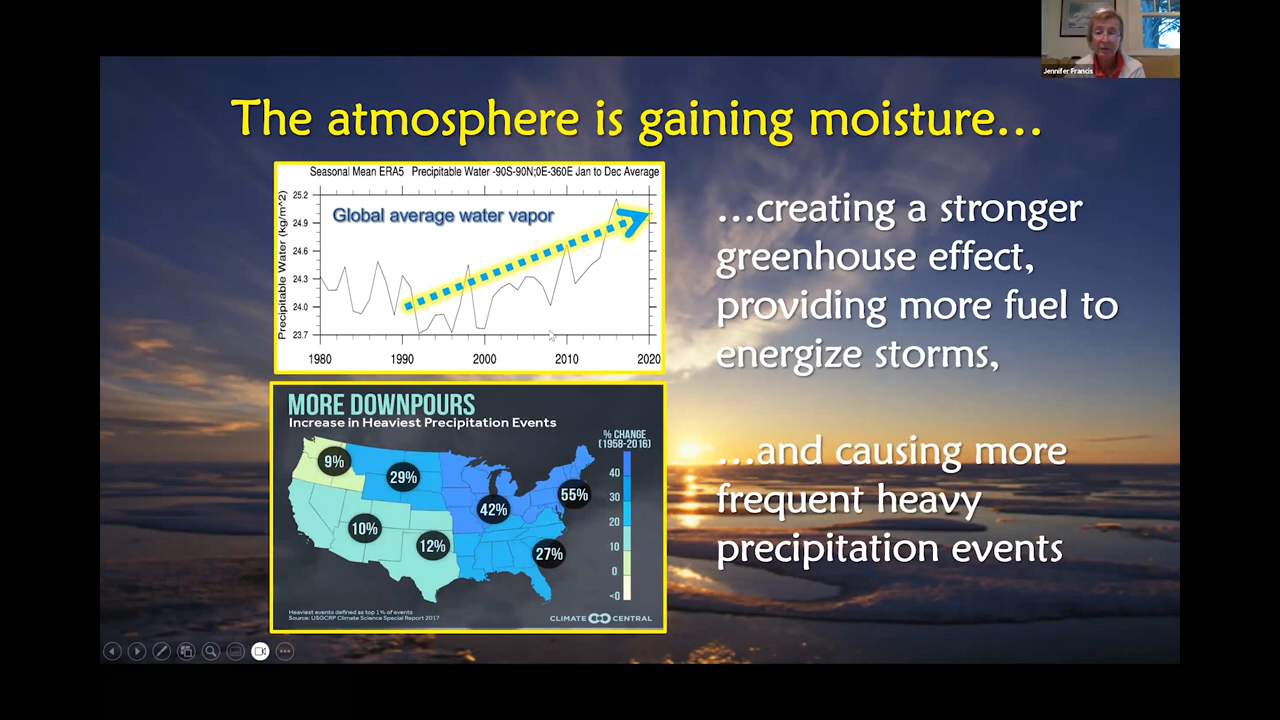 Jennifer Francis
The atmosphere is gaining moisture...
Seasonal Mean ERA5 Precipitable Water -90S-90N;0E-360E Jan to Dec Average
Precipitable Water (kg/m^2)
25.2
24.9
24.6
24.3
24.0
23.7
Global average water vapor
1980
1990
2000
2010
2020
...creating a stronger
greenhouse effect,
providing more fuel to
energize storms,
...and causing more
frequent heavy
precipitation events
MORE DOWNPOURS
Increase in Heaviest Precipitation Events
% CHANGE
(1958-2016)
40
30
20
10
0
<0
9%
29%
55%
42%
10%
12%
27%
Heaviest events defined as top 1% of events
Source: USGCRP Climate Science Special Report 2017
CLIMATE CENTRAL